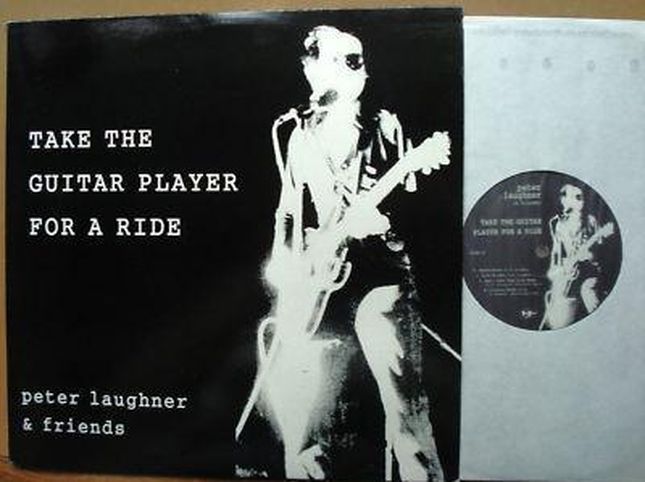 TAKE THE
GUITAR PLAYER
FOR A RIDE
peter laughner
& friends
peter
laughner
TAKE THE GUITAR
PLAYER FOR A RIDE